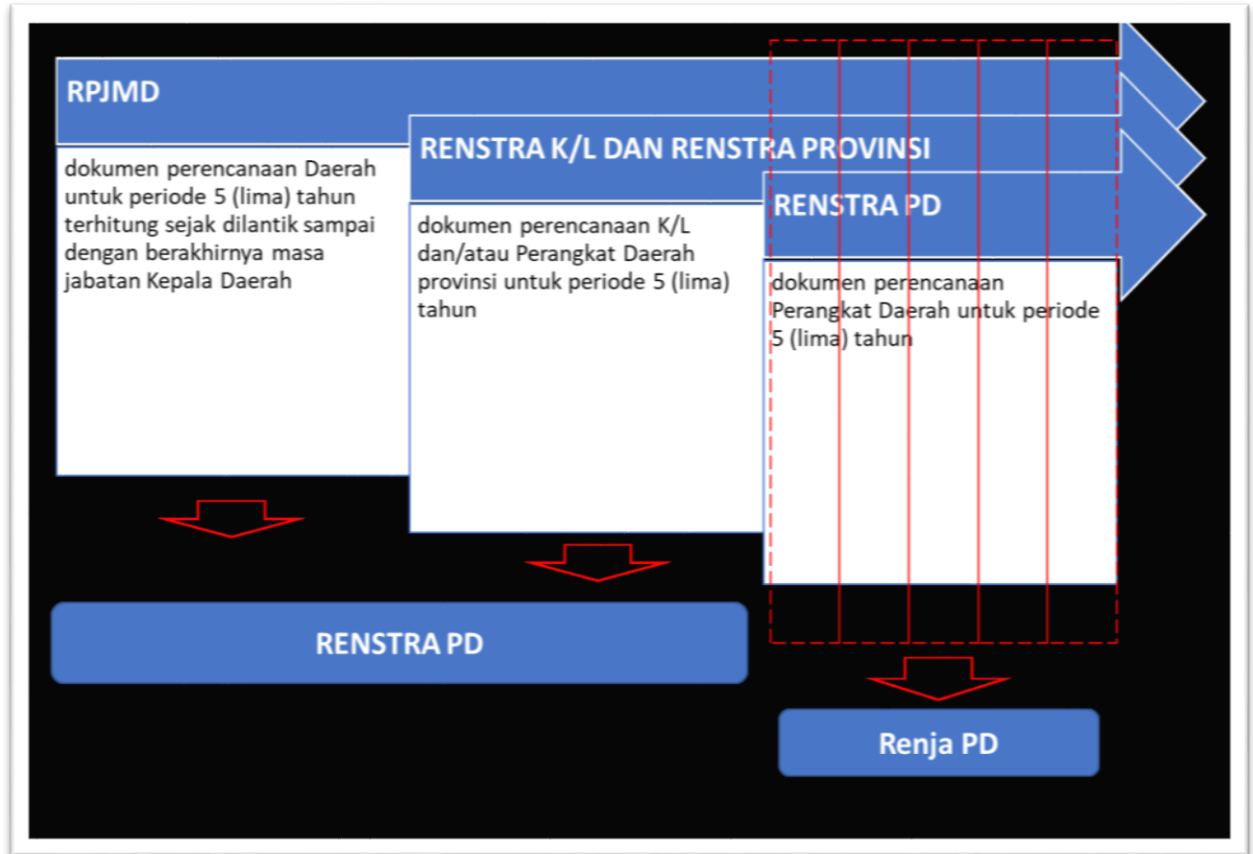 RPJMD
dokumen perencanaan Daerah
untuk periode 5 (lima) tahun
terhitung sejak dilantik sampai
dengan berakhirnya masa
jabatan Kepala Daerah
RENSTRA K/L DAN RENSTRA PROVINSI
dokumen perencanaan K/L
dan/atau Perangkat Daerah
provinsi untuk periode 5 (lima)
tahun
RENSTRA PD
dokumen perencanaan
Perangkat Daerah untuk periode
5 (lima) tahun
RENSTRA PD
Renja PD